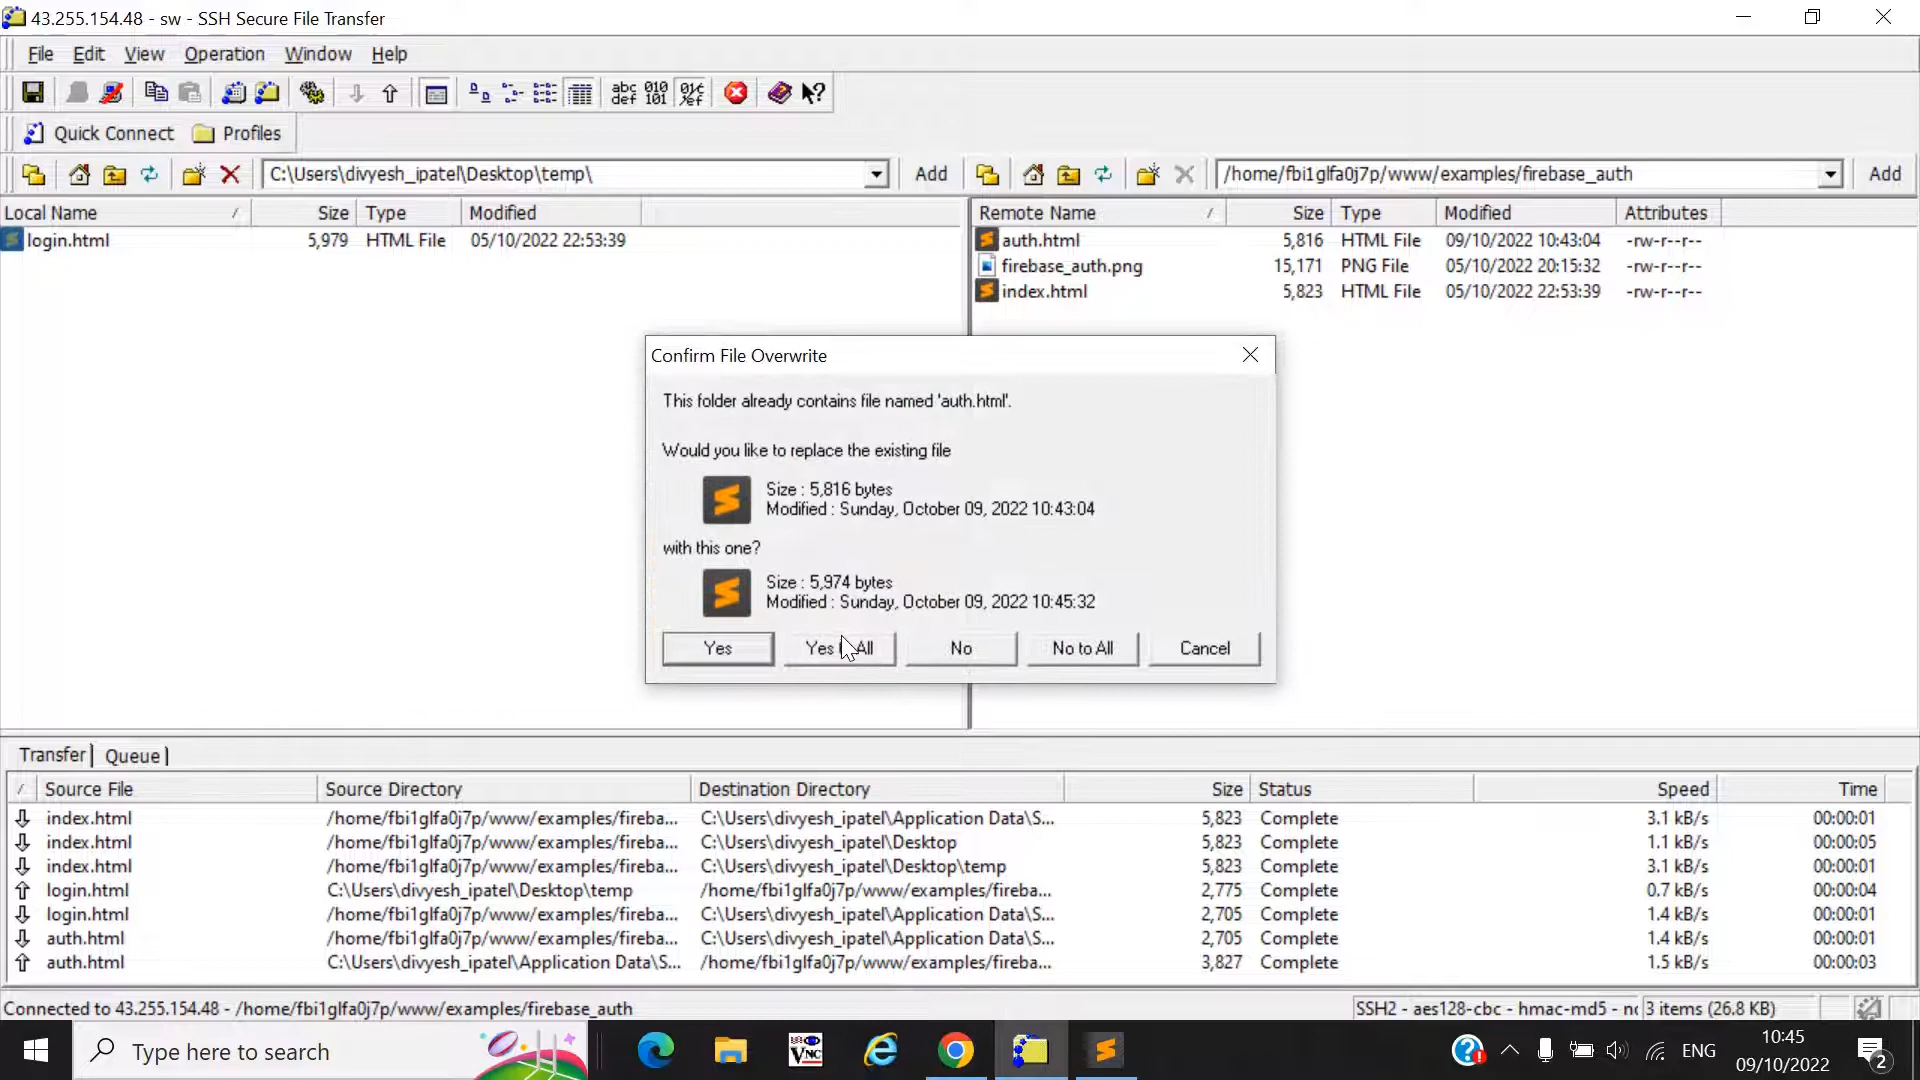 43.255.154.48 - sw - SSH Secure File Transfer
File Edit View Operation Window Help
abc def 010 101
Quick Connect Profiles
C:\Users\divyesh_ipatel\Desktop\temp\ Add /home/fbi1glfa0j7p/www/examples/firebase_auth Add
Local Name / Size Type Modified Remote Name / Size Type Modified Attributes
login.html 5,979 HTML File 05/10/2022 22:53:39 auth.html 5,816 HTML File 09/10/2022 10:43:04 -rw-r--r--
firebase_auth.png 15,171 PNG File 05/10/2022 20:15:32 -rw-r--r--
index.html 5,823 HTML File 05/10/2022 22:53:39 -rw-r--r--
Confirm File Overwrite
This folder already contains file named 'auth.html'.
Would you like to replace the existing file
Size : 5,816 bytes
Modified : Sunday, October 09, 2022 10:43:04
with this one?
Size : 5,974 bytes
Modified : Sunday, October 09, 2022 10:45:32
Yes Yes All No No to All Cancel
Transfer Queue
/ Source File Source Directory Destination Directory Size Status Speed Time
index.html /home/fbi1glfa0j7p/www/examples/fireba... C:\Users\divyesh_ipatel\Application Data\S... 5,823 Complete 3.1 kB/s 00:00:01
index.html /home/fbi1glfa0j7p/www/examples/fireba... C:\Users\divyesh_ipatel\Desktop 5,823 Complete 1.1 kB/s 00:00:05
index.html /home/fbi1glfa0j7p/www/examples/fireba... C:\Users\divyesh_ipatel\Desktop\temp 5,823 Complete 3.1 kB/s 00:00:01
login.html C:\Users\divyesh_ipatel\Desktop\temp /home/fbi1glfa0j7p/www/examples/fireba... 2,775 Complete 0.7 kB/s 00:00:04
login.html /home/fbi1glfa0j7p/www/examples/fireba... C:\Users\divyesh_ipatel\Application Data\S... 2,705 Complete 1.4 kB/s 00:00:01
auth.html /home/fbi1glfa0j7p/www/examples/fireba... C:\Users\divyesh_ipatel\Application Data\S... 2,705 Complete 1.4 kB/s 00:00:01
auth.html C:\Users\divyesh_ipatel\Application Data\S... /home/fbi1glfa0j7p/www/examples/fireba... 3,827 Complete 1.5 kB/s 00:00:03
Connected to 43.255.154.48 - /home/fbi1glfa0j7p/www/examples/firebase_auth SSH2 - aes128-cbc - hmac-md5 - nc 3 items (26.8 KB)
Type here to search VNC ENG 10:45
09/10/2022 2